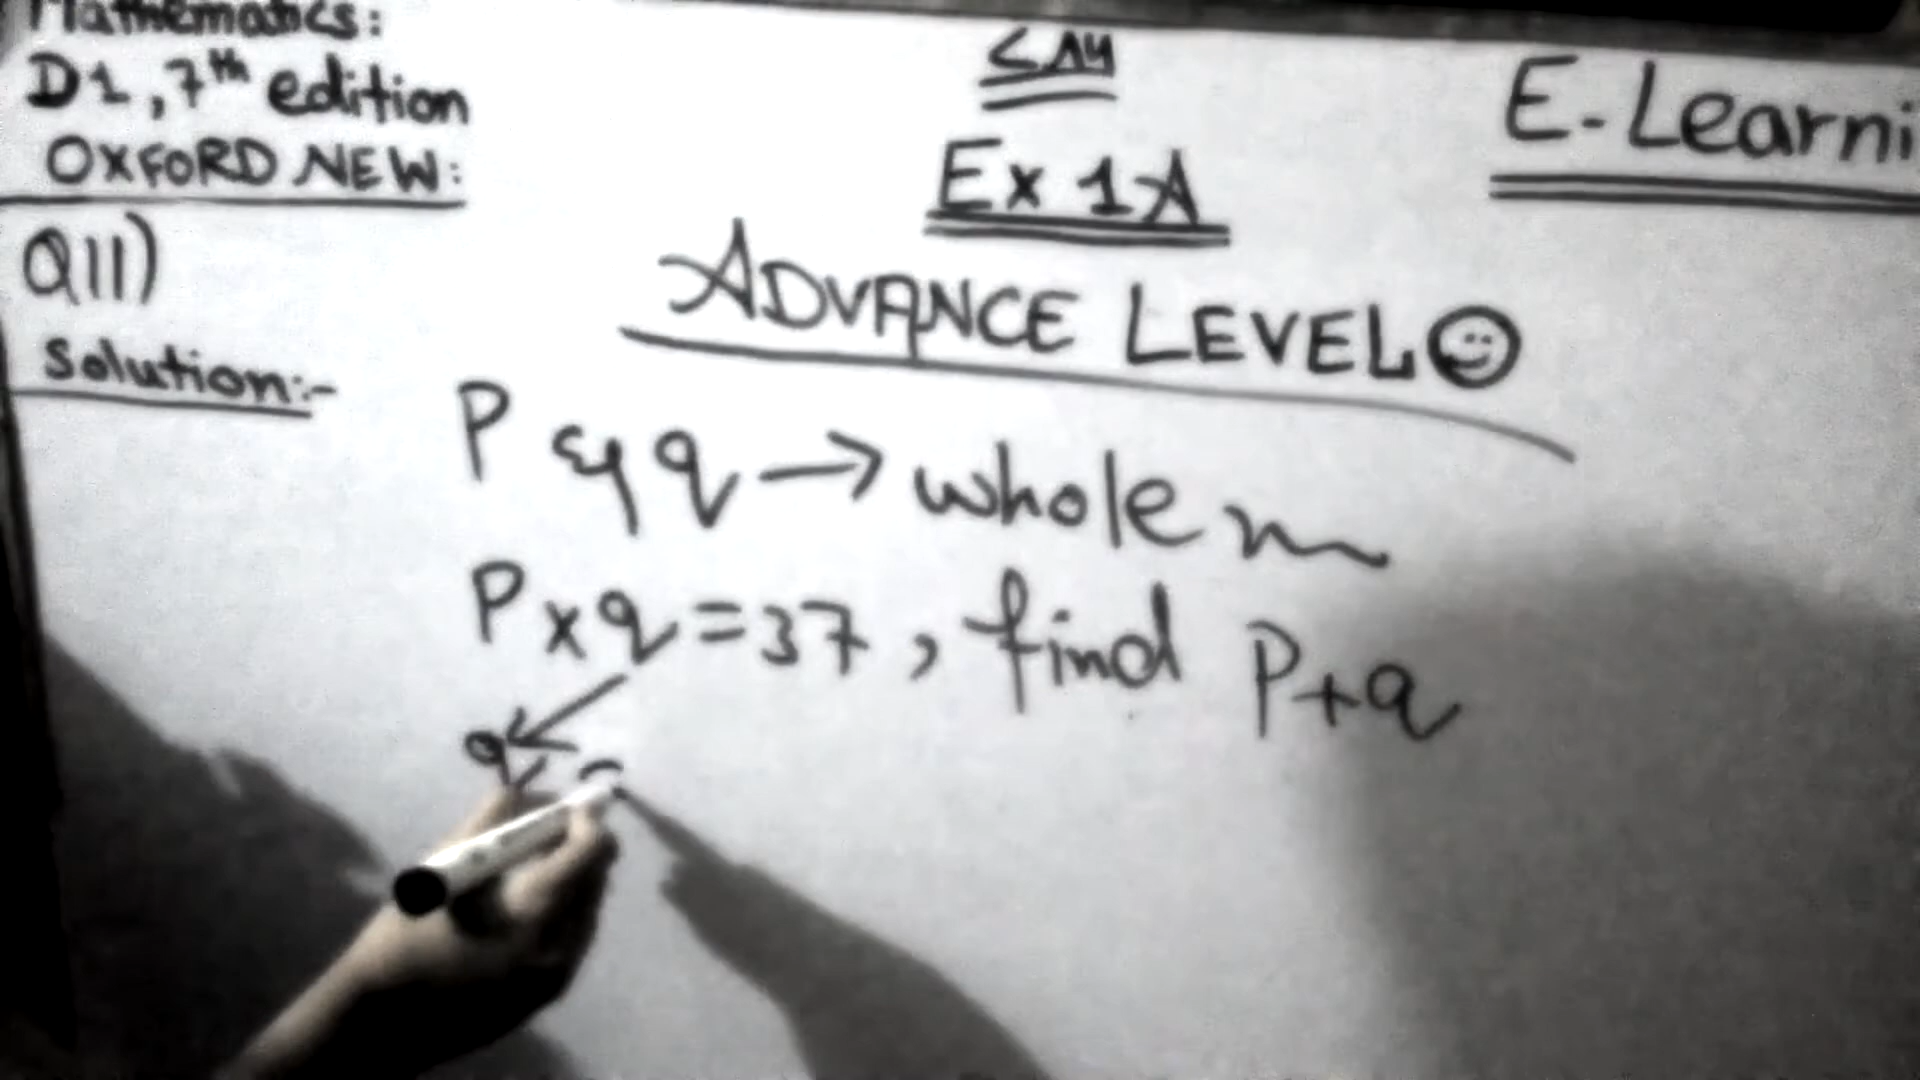 Mathematics:
D1, 7th edition
OXFORD NEW:
Ex 1A
E-Learni
Q11)
ADVANCE LEVEL
Solution:-
P & q → whole
P x q = 37, find P+q
q